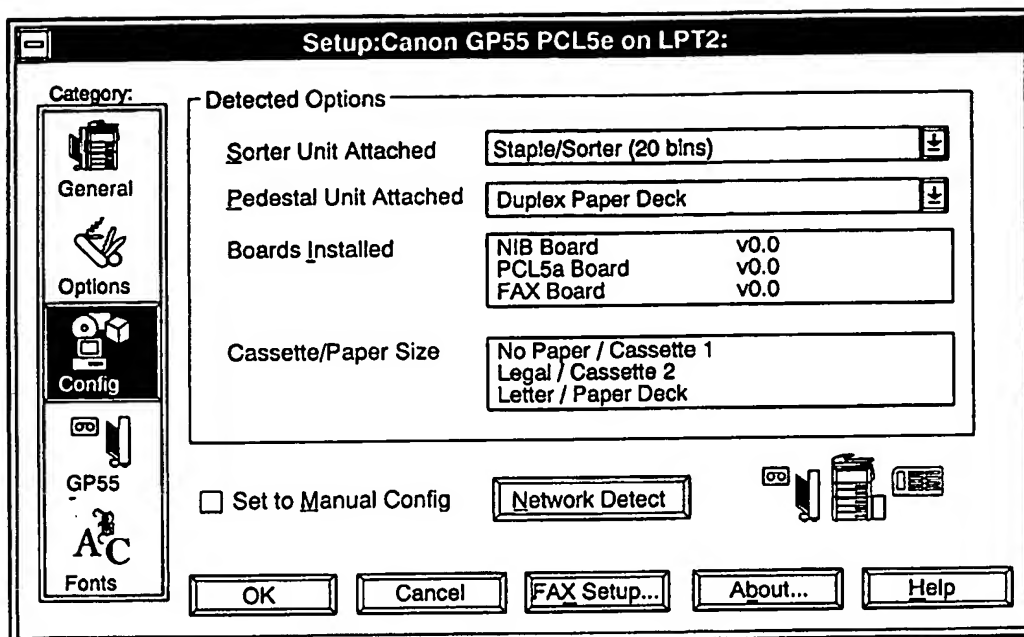 Setup:Canon GP55 PCL5e on LPT2:
Category:
General
Options
Config
GP55
AC
Fonts
Detected Options
Sorter Unit Attached
Staple/Sorter (20 bins)
Pedestal Unit Attached
Duplex Paper Deck
Boards Installed
NIB Board v0.0
PCL5a Board v0.0
FAX Board v0.0
Cassette/Paper Size
No Paper / Cassette 1
Legal / Cassette 2
Letter / Paper Deck
Set to Manual Config
Network Detect
OK
Cancel
FAX Setup...
About...
Help